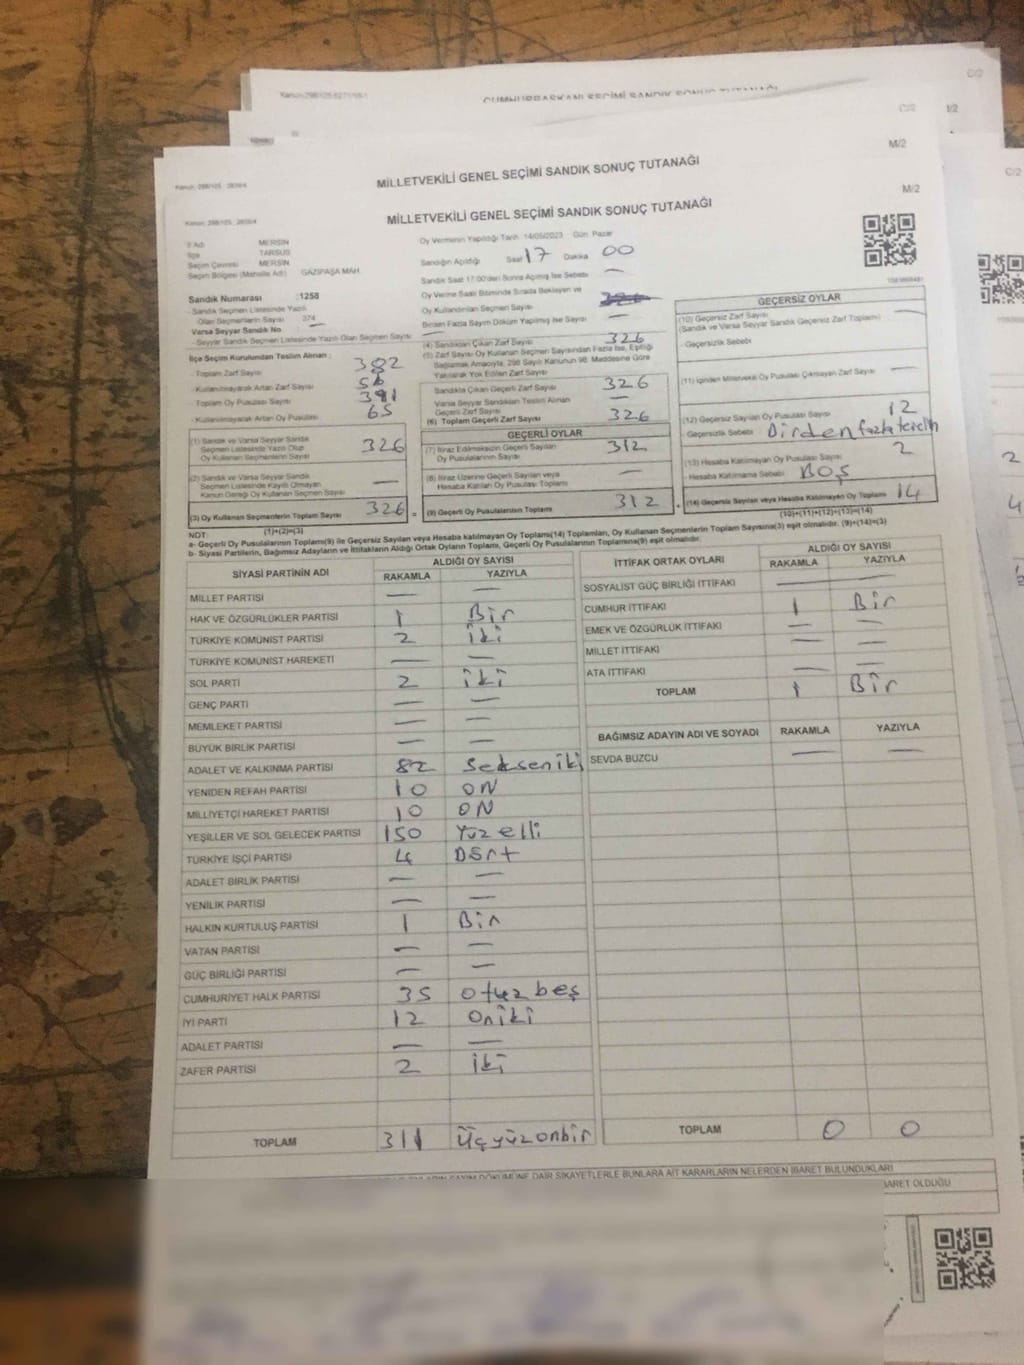 CUMHURBAŞKANI SEÇİMİ SANDIK SONUÇ TUTANAĞI
C/2
C/2
1/2
M/2
MİLLETVEKİLİ GENEL SEÇİMİ SANDIK SONUÇ TUTANAĞI
C/2
M/2
MİLLETVEKİLİ GENEL SEÇİMİ SANDIK SONUÇ TUTANAĞI
İl Adı MERSİN
İlçe TARSUS
Seçim Çevresi MERSİN
Seçim Bölgesi (Mahalle Adı) GAZİPAŞA MAH.
Sandık Numarası :1258
Sandık Seçmen Listesinde Yazılı
Olan Seçmenlerin Sayısı 374
Varsa Seyyar Sandık No —
Seyyar Sandık Seçmen Listesinde Yazılı Olan Seçmen Sayısı —
İlçe Seçim Kurulundan Teslim Alınan :
Toplam Zarf Sayısı 382
Kullanılmayarak Artan Zarf Sayısı 56
Toplam Oy Pusulası Sayısı 391
Kullanılmayarak Artan Oy Pusulası 65
(1) Sandık ve Varsa Seyyar Sandık
Seçmen Listesinde Yazılı Olup
Oy Kullanan Seçmenlerin Sayısı 326
(2) Sandık ve Varsa Seyyar Sandık
Seçmen Listesinde Kayıtlı Olmayan
Kanun Gereği Oy Kullanan Seçmen Sayısı —
(3) Oy Kullanan Seçmenlerin Toplam Sayısı 326 =
(1)+(2)=(3)
Oy Vermenin Yapıldığı Tarih 14/05/2023 Gün Pazar
Sandığın Açıldığı Saat 17 Dakika 00
Sandık Saat 17:00'den Sonra Açılmış İse Sebebi —
Oy Verme Saati Bitiminde Sırada Bekleyen ve
Oy Kullandırılan Seçmen Sayısı
Birden Fazla Sayım Döküm Yapılmış İse Sayısı —
(4) Sandıktan Çıkan Zarf Sayısı 326
(5) Zarf Sayısı Oy Kullanan Seçmen Sayısından Fazla İse, Eşitliği
Sağlamak Amacıyla, 298 Sayılı Kanunun 98. Maddesine Göre
Yakılarak Yok Edilen Zarf Sayısı
Sandıkta Çıkan Geçerli Zarf Sayısı 326
Varsa Seyyar Sandıktan Teslim Alınan
Geçerli Zarf Sayısı —
(6) Toplam Geçerli Zarf Sayısı 326
GEÇERLİ OYLAR
(7) İtiraz Edilmeksizin Geçerli Sayılan
Oy Pusulalarının Sayısı 312
(8) İtiraz Üzerine Geçerli Sayılan veya
Hesaba Katılan Oy Pusulası Toplamı —
(9) Geçerli Oy Pusulalarının Toplamı 312
GEÇERSİZ OYLAR
(10) Geçersiz Zarf Sayısı
(Sandık ve Varsa Seyyar Sandık Geçersiz Zarf Toplamı) —
Geçersizlik Sebebi
(11) İçinden Milletvekili Oy Pusulası Çıkmayan Zarf Sayısı —
(12) Geçersiz Sayılan Oy Pusulası Sayısı 12
Geçersizlik Sebebi Birden fazla tercih
(13) Hesaba Katılmayan Oy Pusulası Sayısı 2
Hesaba Katılmama Sebebi BOŞ
(14) Geçersiz Sayılan veya Hesaba Katılmayan Oy Toplamı 14
(10)+(11)+(12)+(13)=(14)
NOT:
a- Geçerli Oy Pusulalarının Toplamı(9) ile Geçersiz Sayılan veya Hesaba katılmayan Oy Toplamı(14) Toplamları, Oy Kullanan Seçmenlerin Toplam Sayısına(3) eşit olmalıdır. (9)+(14)=(3)
b- Siyasi Partilerin, Bağımsız Adayların ve İttifakların Aldığı Ortak Oyların Toplamı, Geçerli Oy Pusulalarının Toplamına(9) eşit olmalıdır.
SİYASİ PARTİNİN ADI ALDIĞI OY SAYISI
RAKAMLA YAZIYLA
MİLLET PARTİSİ — —
HAK VE ÖZGÜRLÜKLER PARTİSİ 1 Bir
TÜRKİYE KOMÜNİST PARTİSİ 2 iki
TÜRKİYE KOMÜNİST HAREKETİ — —
SOL PARTİ 2 iki
GENÇ PARTİ — —
MEMLEKET PARTİSİ — —
BÜYÜK BİRLİK PARTİSİ — —
ADALET VE KALKINMA PARTİSİ 82 Sekseniki
YENİDEN REFAH PARTİSİ 10 ON
MİLLİYETÇİ HAREKET PARTİSİ 10 ON
YEŞİLLER VE SOL GELECEK PARTİSİ 150 Yüz elli
TÜRKİYE İŞÇİ PARTİSİ 4 Dört
ADALET BİRLİK PARTİSİ — —
YENİLİK PARTİSİ — —
HALKIN KURTULUŞ PARTİSİ 1 Bir
VATAN PARTİSİ — —
GÜÇ BİRLİĞİ PARTİSİ — —
CUMHURİYET HALK PARTİSİ 35 Otuz beş
İYİ PARTİ 12 Oniki
ADALET PARTİSİ — —
ZAFER PARTİSİ 2 iki
TOPLAM 311 Üçyüzonbir
İTTİFAK ORTAK OYLARI ALDIĞI OY SAYISI
RAKAMLA YAZIYLA
SOSYALİST GÜÇ BİRLİĞİ İTTİFAKI — —
CUMHUR İTTİFAKI 1 Bir
EMEK VE ÖZGÜRLÜK İTTİFAKI — —
MİLLET İTTİFAKI — —
ATA İTTİFAKI — —
TOPLAM 1 Bir
BAĞIMSIZ ADAYIN ADI VE SOYADI RAKAMLA YAZIYLA
SEVDA BUZCU — —
TOPLAM 0 0
SAYIM DÖKÜMÜNE DAİR ŞİKAYETLERLE BUNLARA AİT KARARLARIN NELERDEN İBARET BULUNDUKLARI
İBARET OLDUĞU